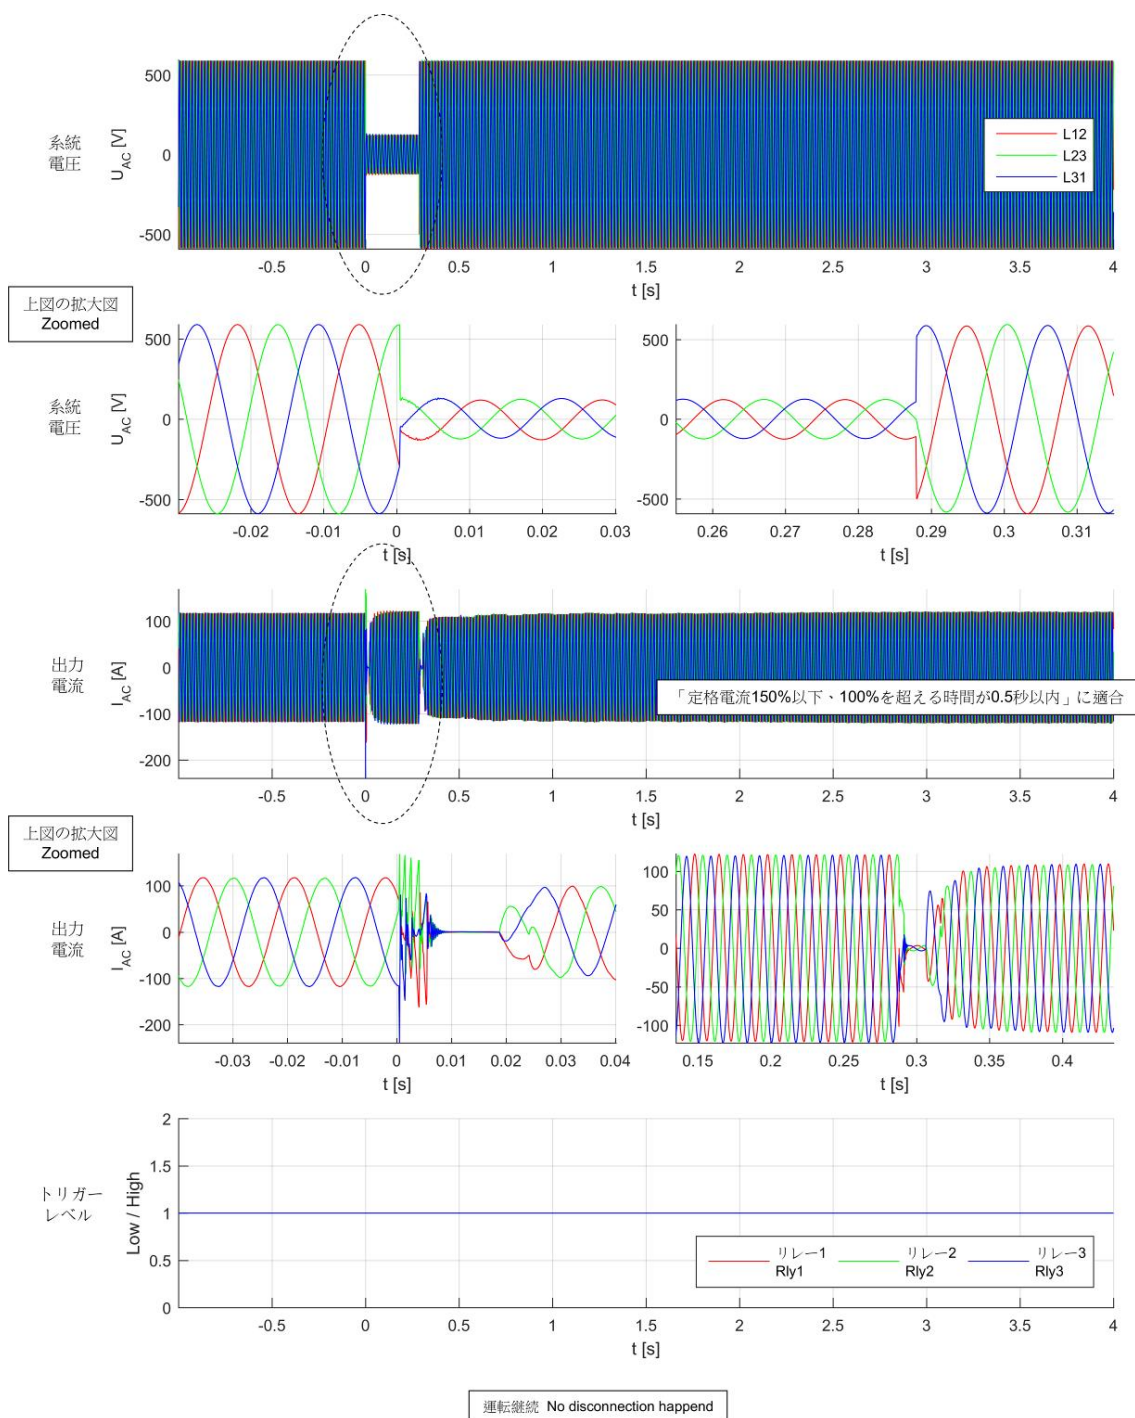 系統
電圧
U_AC [V]
500
0
-500
L12
L23
L31
-0.5 0 0.5 1 1.5 2 2.5 3 3.5 4
t [s]
上図の拡大図
Zoomed
系統
電圧
U_AC [V]
500
0
-500
-0.02 -0.01 0 0.01 0.02 0.03
t [s]
500
0
-500
0.26 0.27 0.28 0.29 0.3 0.31
t [s]
出力
電流
I_AC [A]
100
0
-100
-200
「定格電流150%以下、100%を超える時間が0.5秒以内」に適合
-0.5 0 0.5 1 1.5 2 2.5 3 3.5 4
t [s]
上図の拡大図
Zoomed
出力
電流
I_AC [A]
100
0
-100
-200
-0.03 -0.02 -0.01 0 0.01 0.02 0.03 0.04
t [s]
100
50
0
-50
-100
0.15 0.2 0.25 0.3 0.35 0.4
t [s]
トリガー
レベル
Low / High
2
1.5
1
0.5
0
リレー1 リレー2 リレー3
Rly1 Rly2 Rly3
-0.5 0 0.5 1 1.5 2 2.5 3 3.5 4
t [s]
運転継続 No disconnection happend